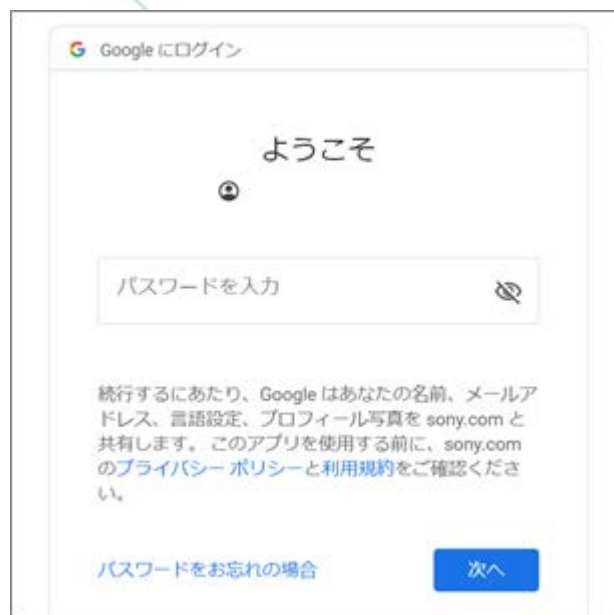 Google にログイン
ようこそ
パスワードを入力
続行するにあたり、Google はあなたの名前、メールア
ドレス、言語設定、プロフィール写真を sony.com と
共有します。 このアプリを使用する前に、sony.com
のプライバシー ポリシーと利用規約をご確認くださ
い。
パスワードをお忘れの場合
次へ